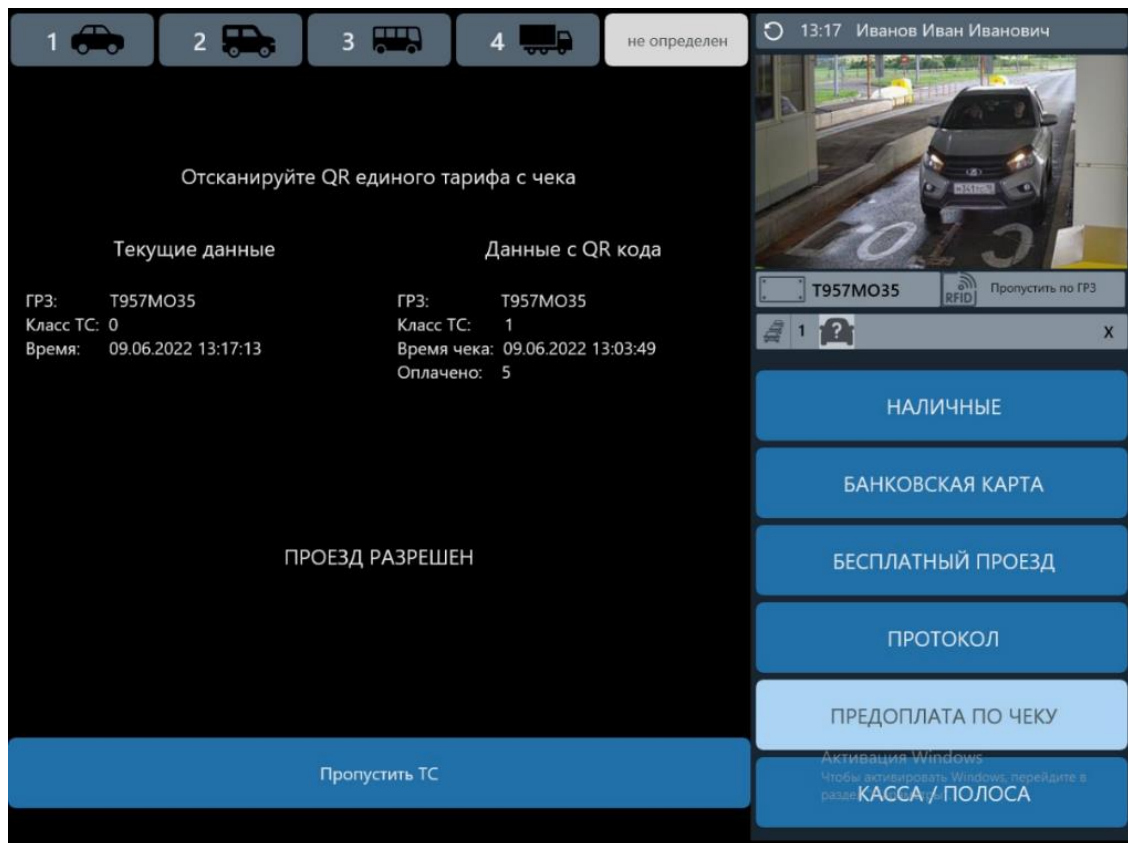 1
2
3
4
не определен
13:17 Иванов Иван Иванович
Отсканируйте QR единого тарифа с чека
Текущие данные
Данные с QR кода
ГРЗ: Т957МО35
Класс ТС: 0
Время: 09.06.2022 13:17:13
ГРЗ: Т957МО35
Класс ТС: 1
Время чека: 09.06.2022 13:03:49
Оплачено: 5
ПРОЕЗД РАЗРЕШЕН
Пропустить ТС
СТОП
Т957МО35
RFID
Пропустить по ГРЗ
1 ? X
НАЛИЧНЫЕ
БАНКОВСКАЯ КАРТА
БЕСПЛАТНЫЙ ПРОЕЗД
ПРОТОКОЛ
ПРЕДОПЛАТА ПО ЧЕКУ
Активация Windows
Чтобы активировать Windows, перейдите в
КАССА / ПОЛОСА